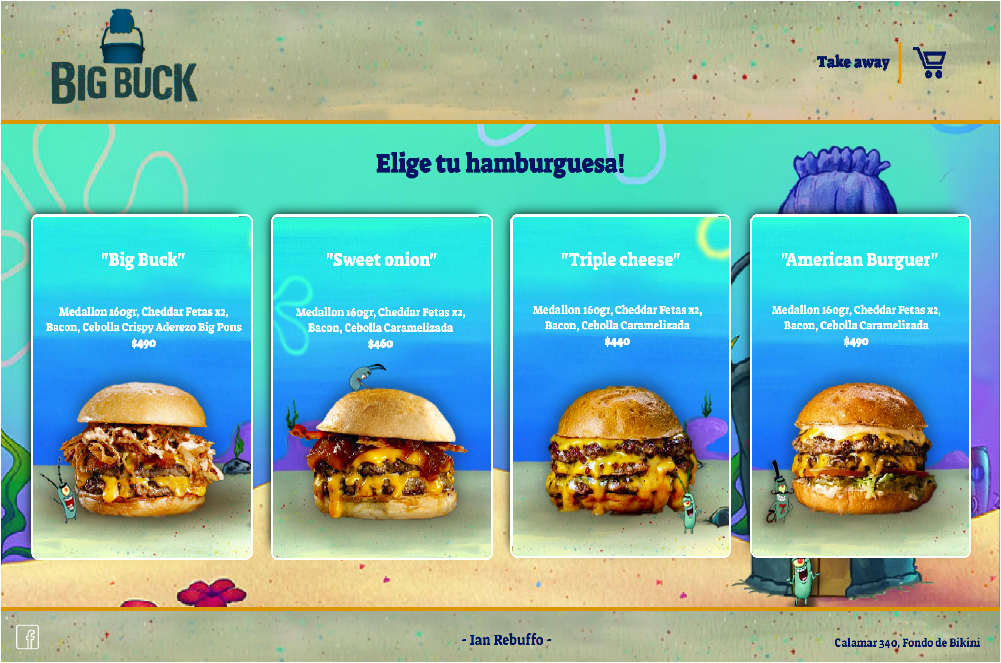 BIG BUCK
Take away
Elige tu hamburguesa!
"Big Buck"
Medallon 160gr, Cheddar Fetas x2,
Bacon, Cebolla Crispy Aderezo Big Pons
$490
"Sweet onion"
Medallon 160gr, Cheddar Fetas x2,
Bacon, Cebolla Caramelizada
$460
"Triple cheese"
Medallon 160gr, Cheddar Fetas x2,
Bacon, Cebolla Caramelizada
$440
"American Burguer"
Medallon 160gr, Cheddar Fetas x2,
Bacon, Cebolla Caramelizada
$490
- Ian Rebuffo -
Calamar 340, Fondo de Bikini